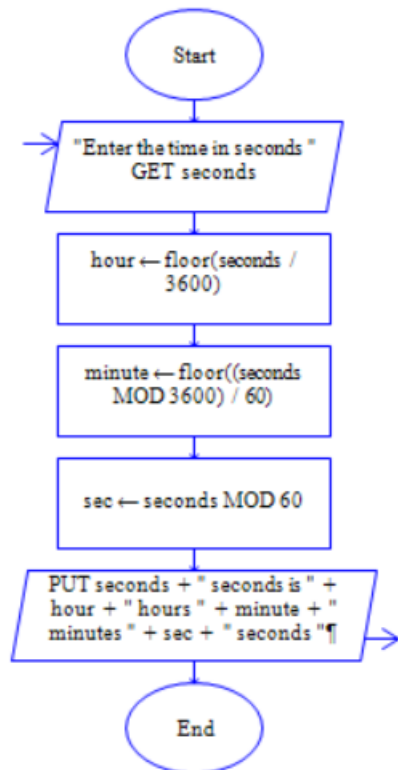 Start
"Enter the time in seconds "
GET seconds
hour ← floor(seconds /
3600)
minute ← floor((seconds
MOD 3600) / 60)
sec ← seconds MOD 60
PUT seconds + " seconds is " +
hour + " hours " + minute + "
minutes " + sec + " seconds "¶
End